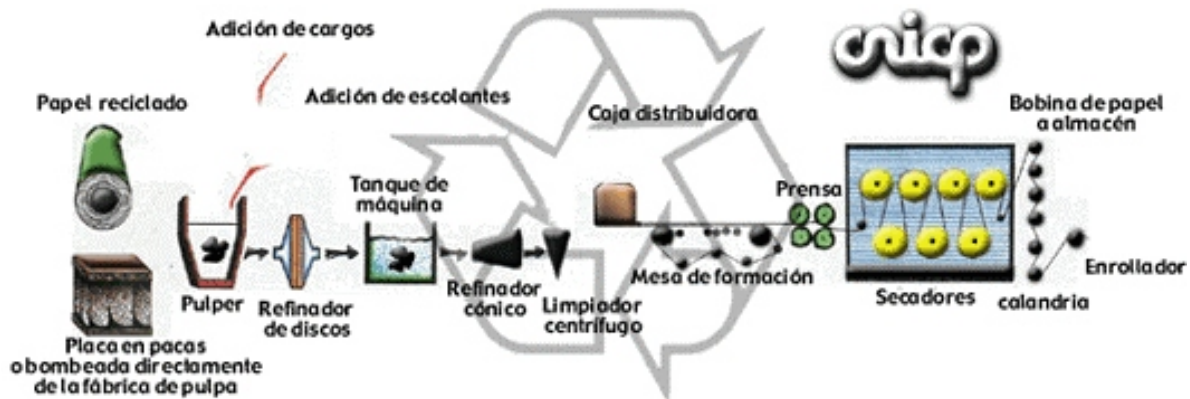 Adición de cargos
Adición de escolantes
Papel reciclado
Caja distribuidora
cnicp
Bobina de papel
a almacén
Tanque de
máquina
Prensa
Pulper
Refinador
de discos
Refinador
cónico
Limpiador
centrífugo
Mesa de formación
Secadores
calandria
Enrollador
Placa en pacas
o bombeada directamente
de la fábrica de pulpa